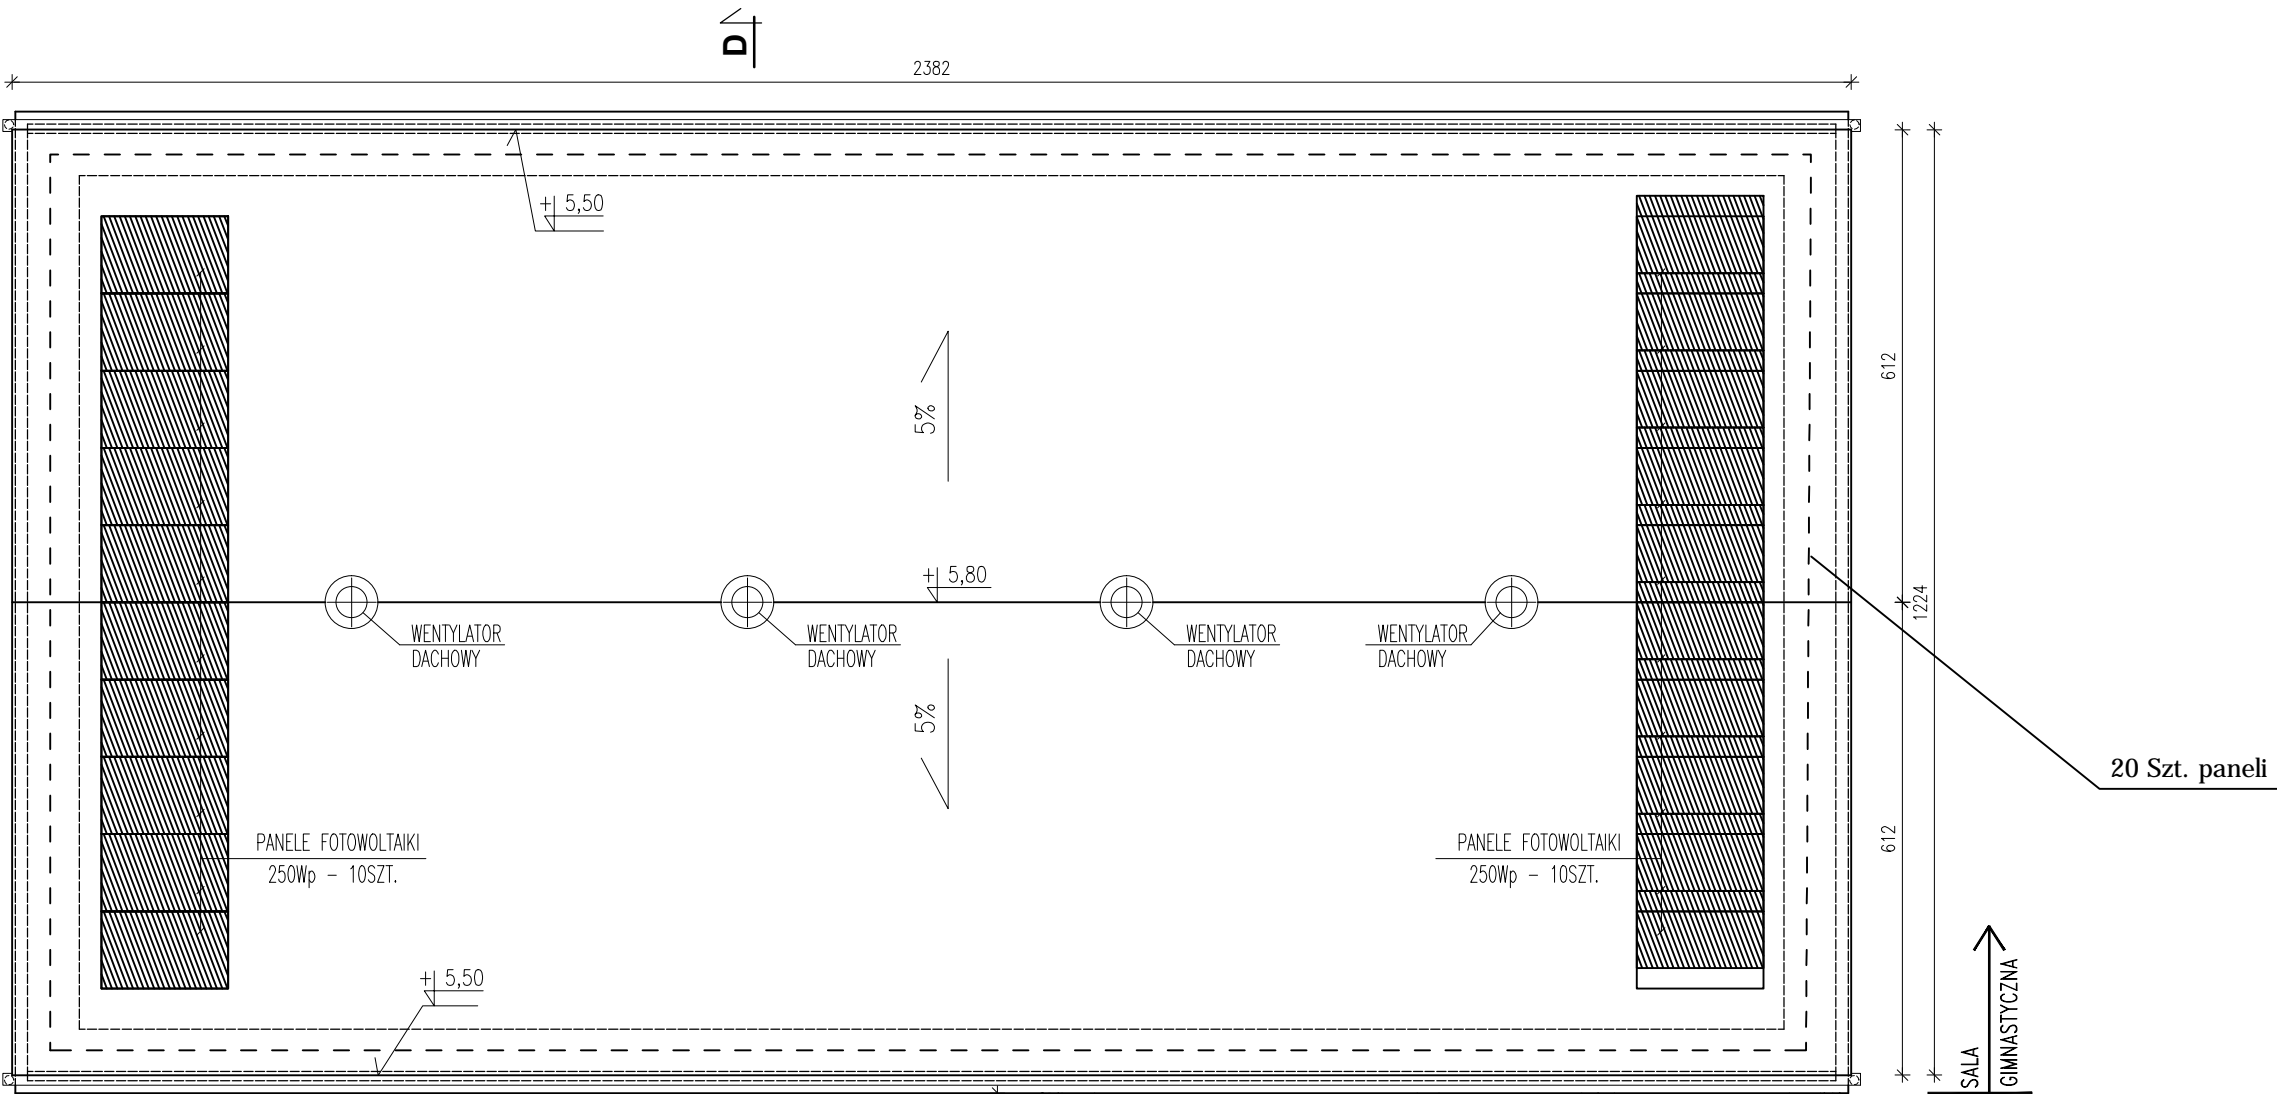 D
2382
+ 5,50
612
5%
+ 5,80
1224
WENTYLATOR
DACHOWY
WENTYLATOR
DACHOWY
WENTYLATOR
DACHOWY
WENTYLATOR
DACHOWY
5%
20 Szt. paneli
PANELE FOTOWOLTAIKI
250Wp - 10SZT.
PANELE FOTOWOLTAIKI
250Wp - 10SZT.
612
+ 5,50
SALA
GIMNASTYCZNA